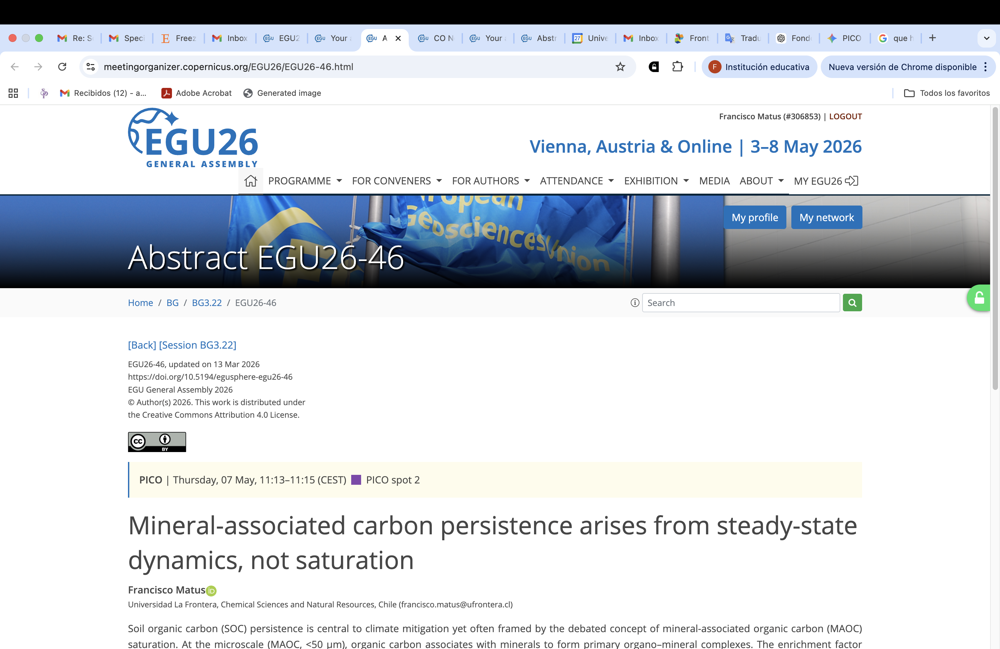 Re: S
Speci
Freez
Inbox
EGU2
Your a
A
CO N
Your a
Abstr
27
Unive
Inbox
Front
Tradu
Fond
PICO
que h
meetingorganizer.copernicus.org/EGU26/EGU26-46.html
F
Institución educativa
Nueva versión de Chrome disponible
Recibidos (12) - a...
Adobe Acrobat
Generated image
Todos los favoritos
EGU26
GENERAL ASSEMBLY
Francisco Matus (#306853) | LOGOUT
Vienna, Austria & Online | 3–8 May 2026
PROGRAMME
FOR CONVENERS
FOR AUTHORS
ATTENDANCE
EXHIBITION
MEDIA
ABOUT
MY EGU26
European
Geosciences Union
My profile
My network
Abstract EGU26-46
Home / BG / BG3.22 / EGU26-46
Search
[Back] [Session BG3.22]
EGU26-46, updated on 13 Mar 2026
https://doi.org/10.5194/egusphere-egu26-46
EGU General Assembly 2026
© Author(s) 2026. This work is distributed under
the Creative Commons Attribution 4.0 License.
cc
BY
PICO | Thursday, 07 May, 11:13–11:15 (CEST) PICO spot 2
Mineral-associated carbon persistence arises from steady-state
dynamics, not saturation
Francisco Matus iD
Universidad La Frontera, Chemical Sciences and Natural Resources, Chile (francisco.matus@ufrontera.cl)
Soil organic carbon (SOC) persistence is central to climate mitigation yet often framed by the debated concept of mineral-associated organic carbon (MAOC)
saturation. At the microscale (MAOC, <50 µm), organic carbon associates with minerals to form primary organo–mineral complexes. The enrichment factor